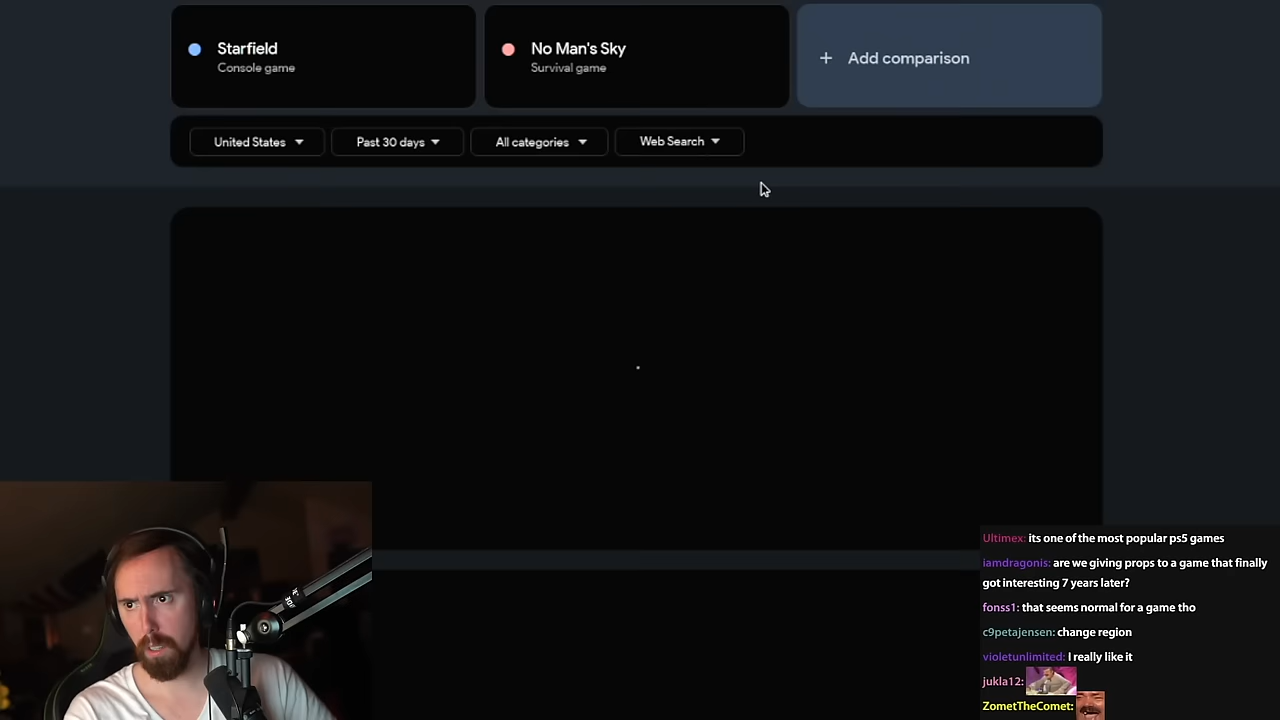 Starfield
Console game
No Man's Sky
Survival game
+ Add comparison
United States
Past 30 days
All categories
Web Search
Ultimex: its one of the most popular ps5 games
iamdragonis: are we giving props to a game that finally
got interesting 7 years later?
fonss1: that seems normal for a game tho
c9petajensen: change region
violetunlimited: I really like it
jukla12:
ZometTheComet: